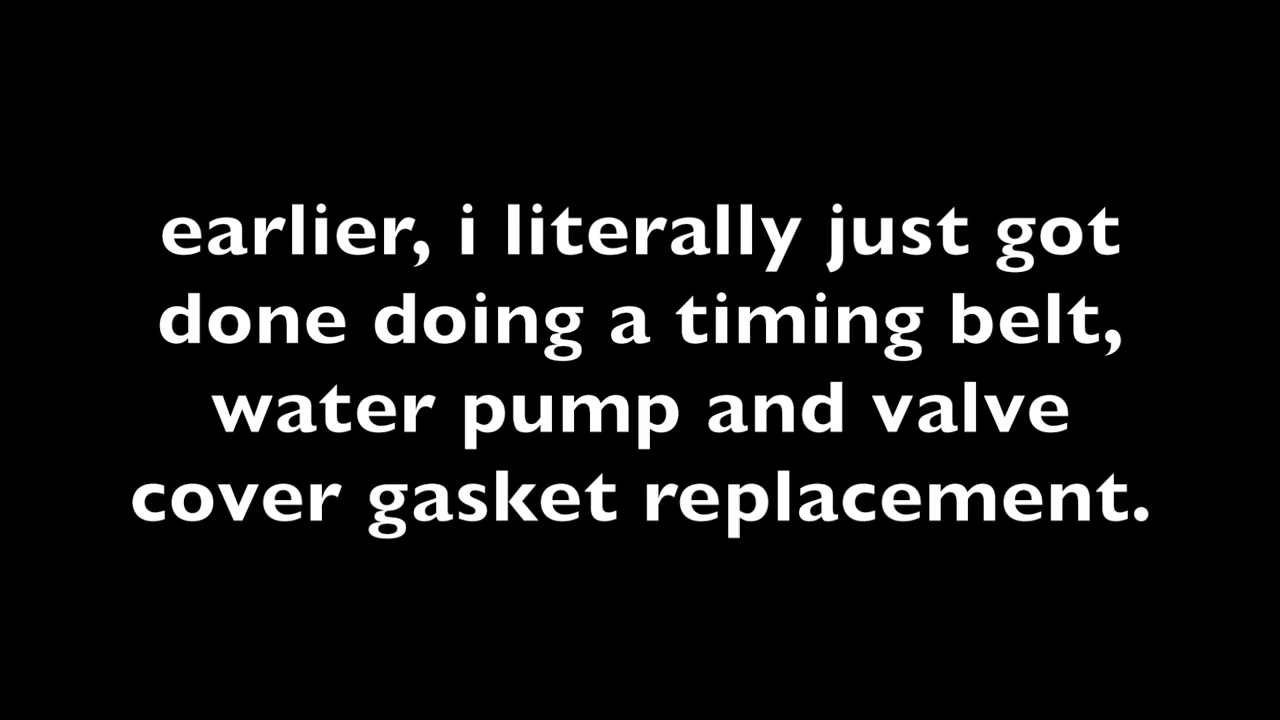 earlier, i literally just got
done doing a timing belt,
water pump and valve
cover gasket replacement.